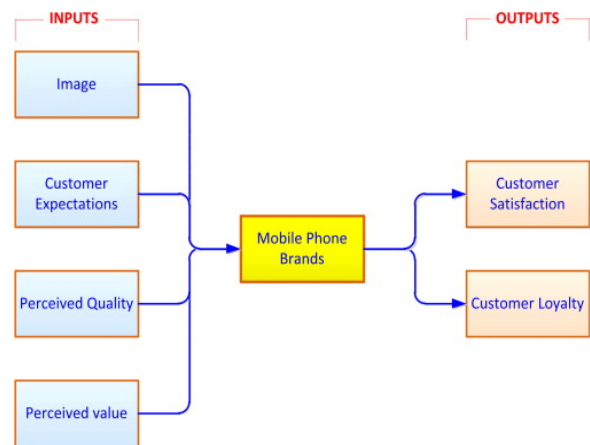 INPUTS
OUTPUTS
Image
Customer
Expectations
Perceived Quality
Perceived value
Mobile Phone
Brands
Customer
Satisfaction
Customer Loyalty